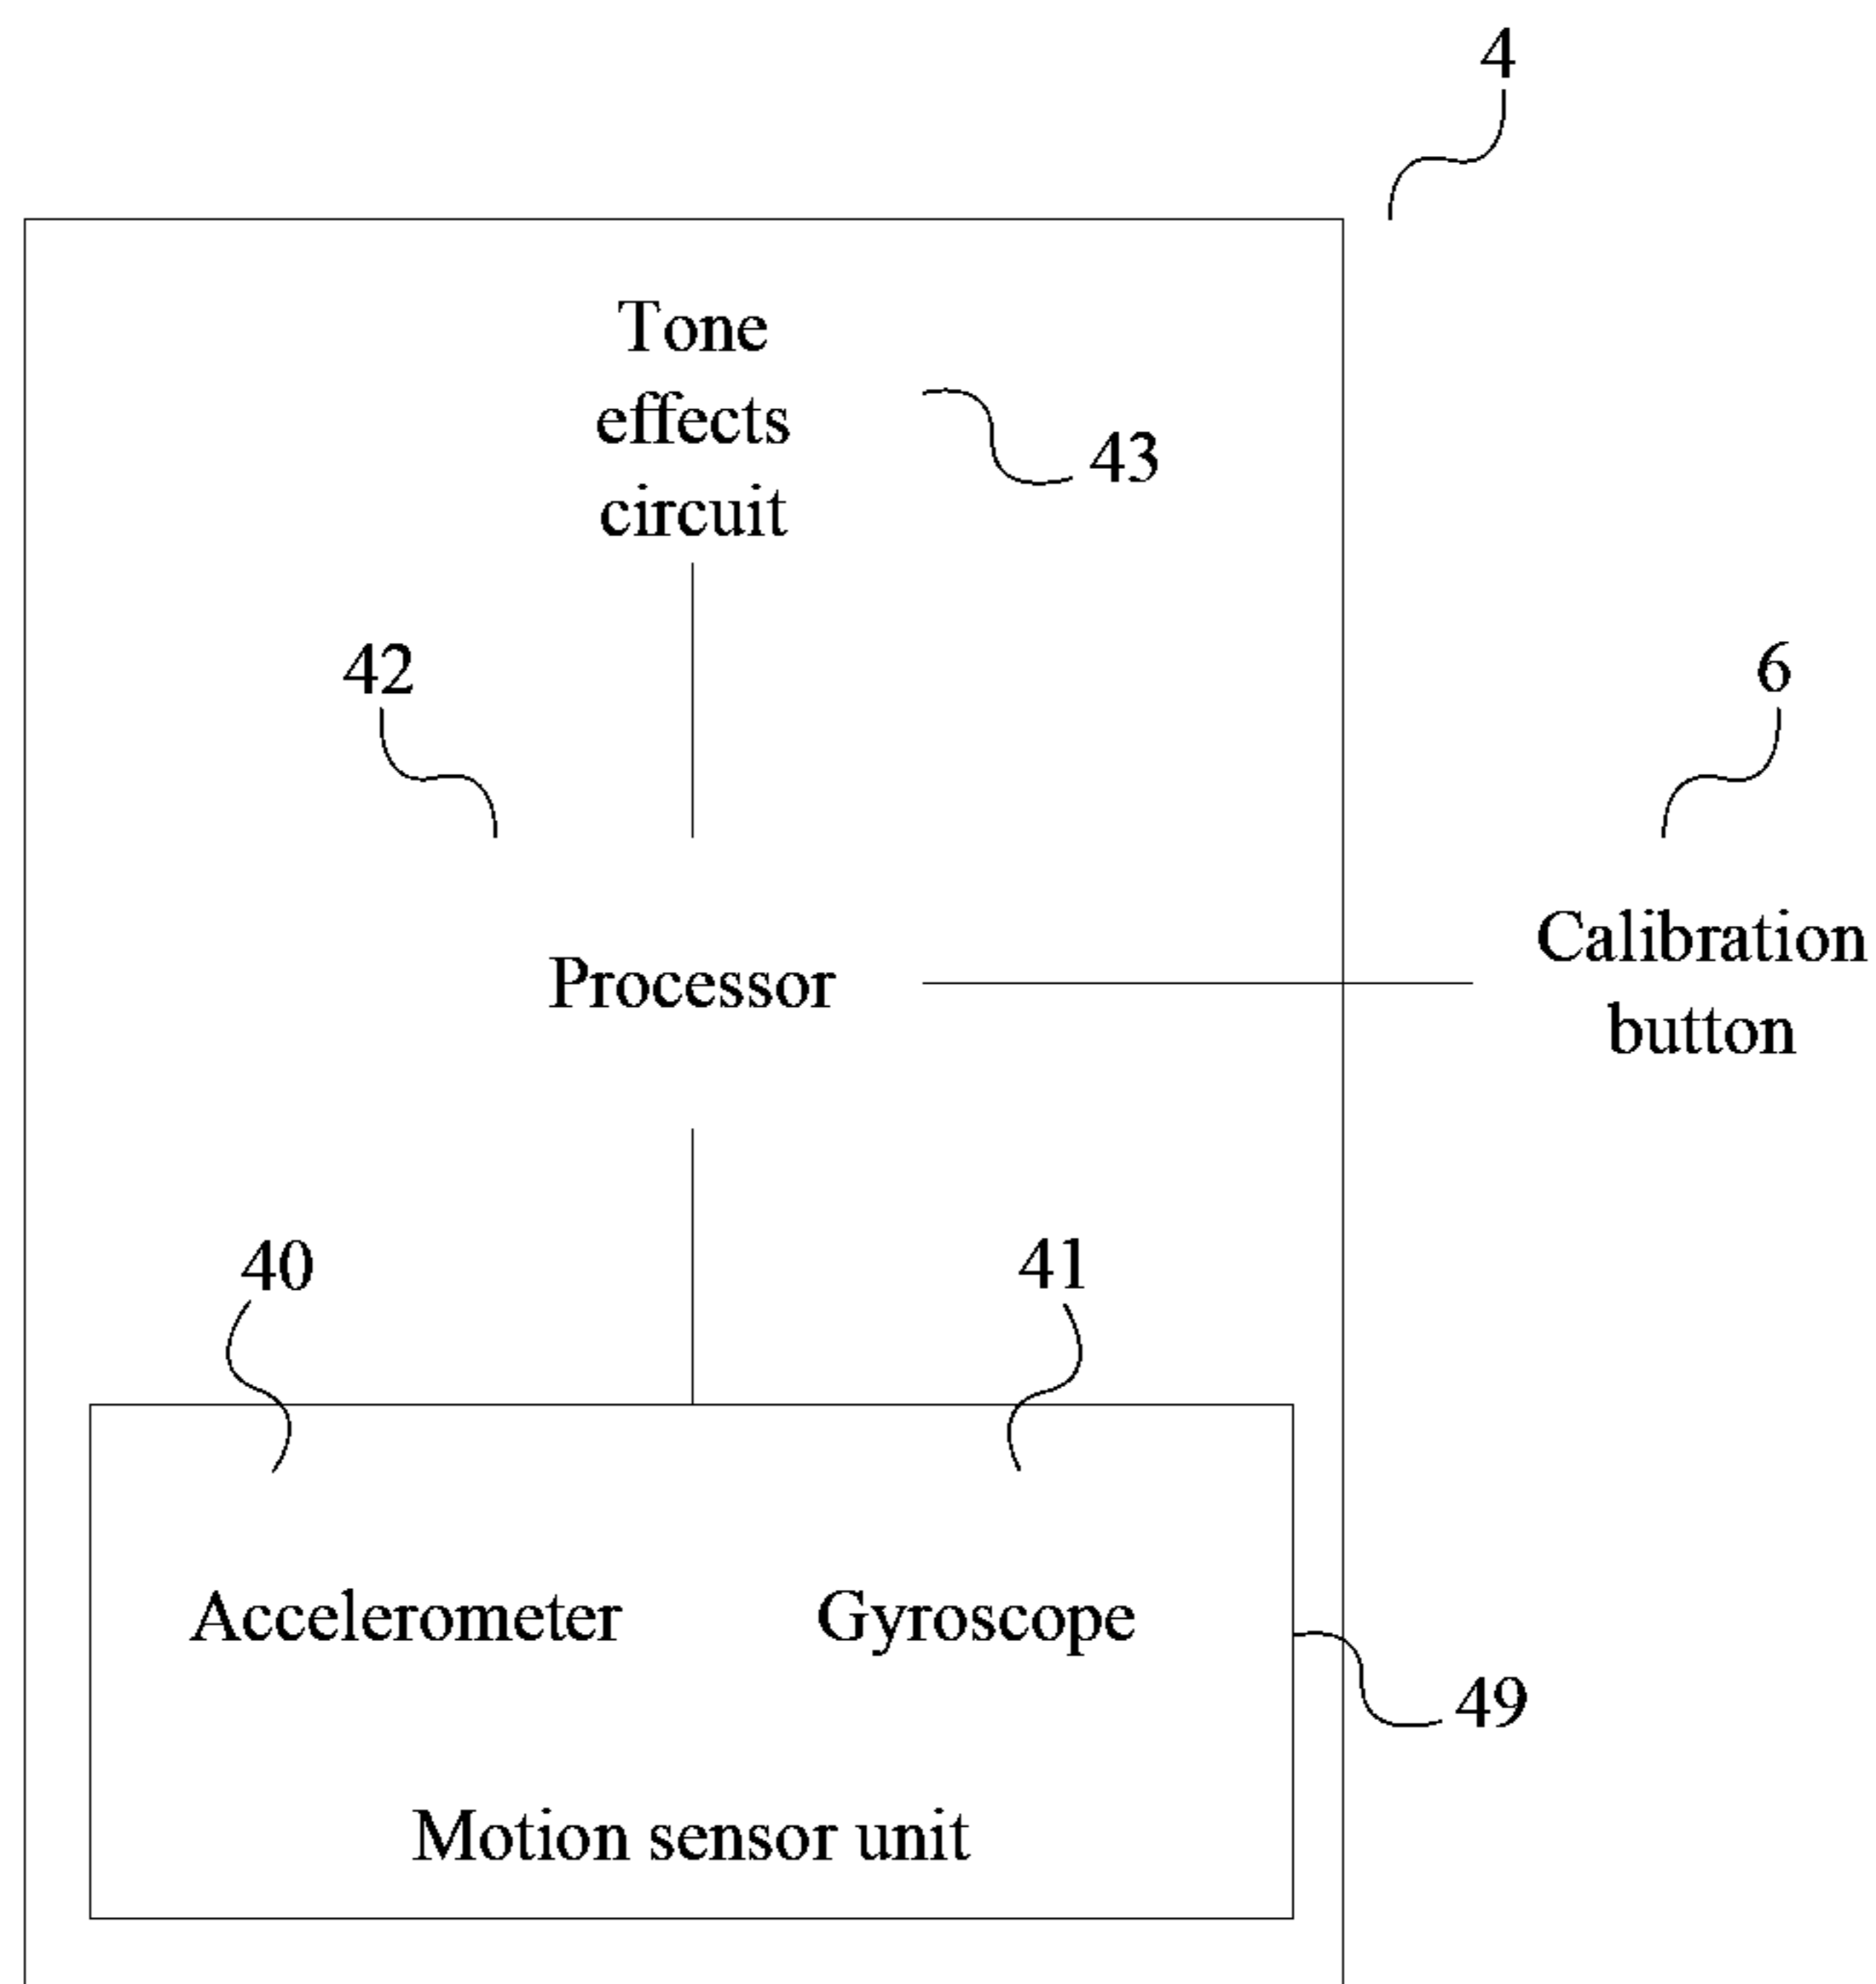 4
Tone
effects
circuit
43
42
6
Processor
Calibration
button
40
41
Accelerometer
Gyroscope
49
Motion sensor unit